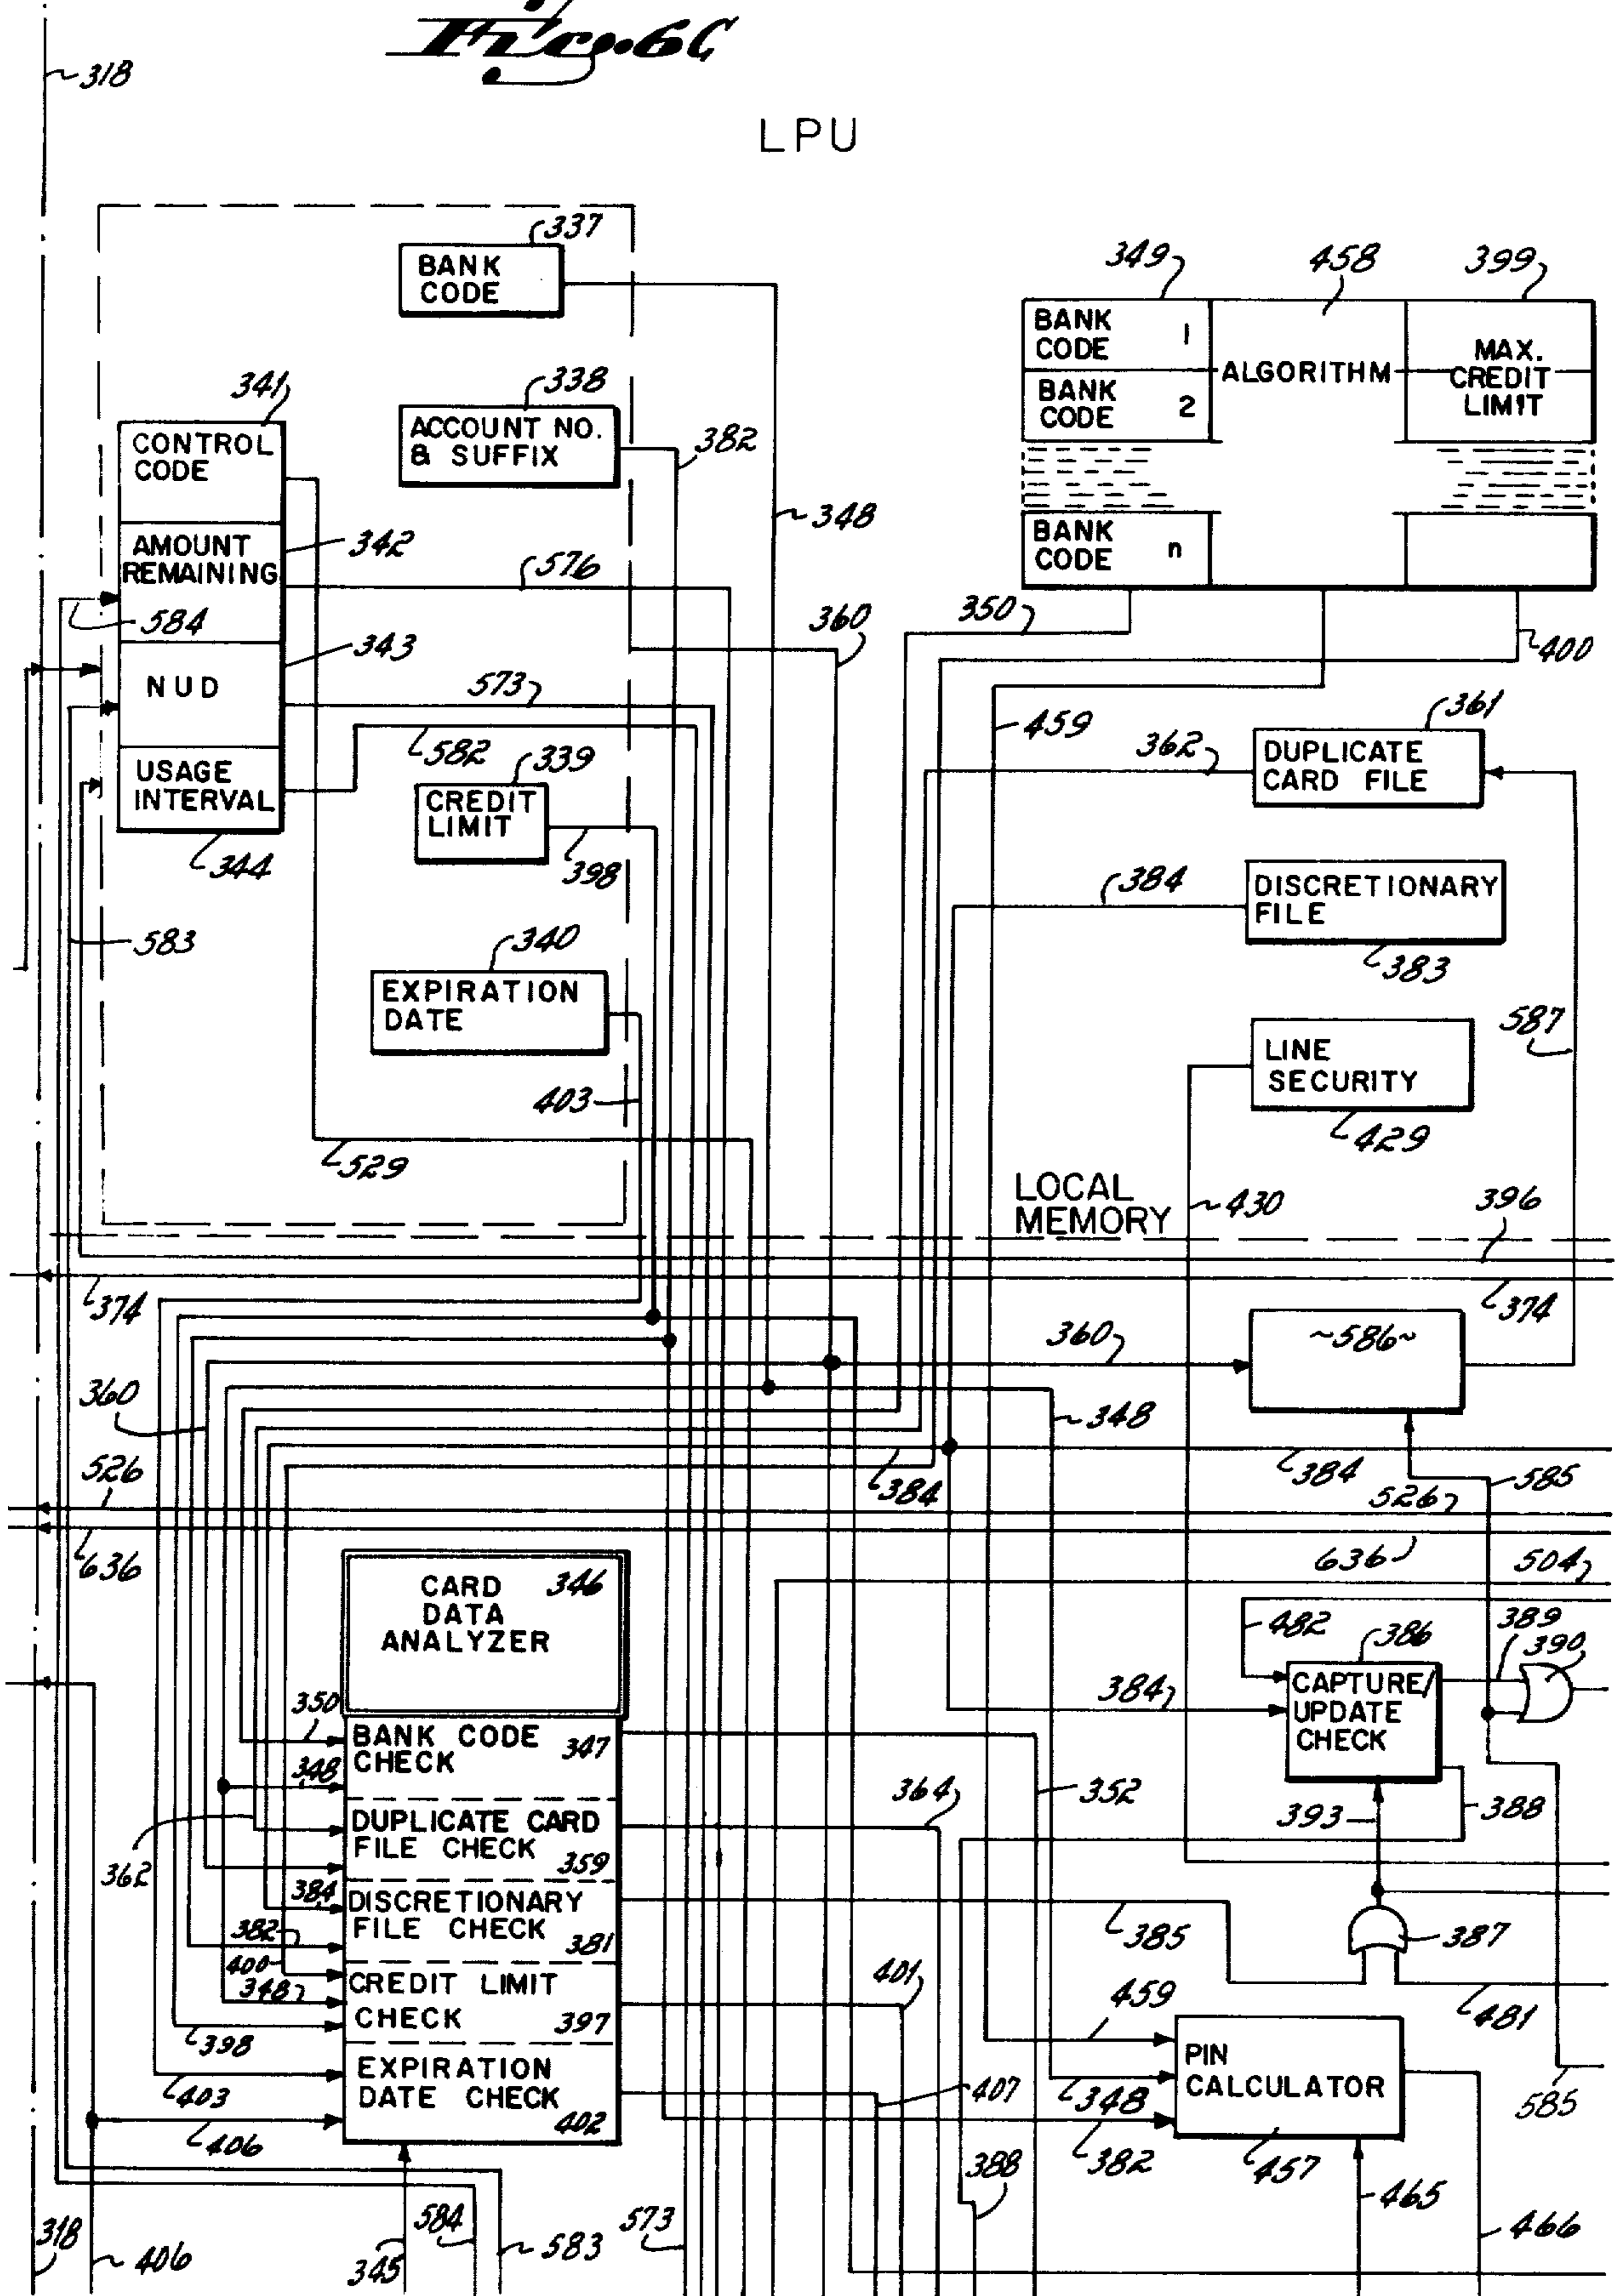 Fig. 6C
318
LPU
337
BANK
CODE
349
458
399
BANK
CODE 1
BANK
CODE 2
ALGORITHM
MAX.
CREDIT
LIMIT
BANK
CODE n
341
338
CONTROL
CODE
ACCOUNT NO.
& SUFFIX
382
348
AMOUNT
REMAINING
342
576
584
350
360
400
343
NUD
573
459
361
582
362
DUPLICATE
CARD FILE
USAGE
INTERVAL
339
CREDIT
LIMIT
344
398
384
DISCRETIONARY
FILE
383
583
340
EXPIRATION
DATE
587
LINE
SECURITY
403
429
529
LOCAL
MEMORY
430
396
374
374
360
~586~
360
348
384
384
585
526
526
636
636
504
CARD
DATA
ANALYZER
346
482
386
389
390
384
CAPTURE/
UPDATE
CHECK
350
BANK CODE
CHECK
347
348
352
364
393
388
DUPLICATE CARD
FILE CHECK
359
362
384
DISCRETIONARY
FILE CHECK
381
382
385
387
400
CREDIT LIMIT
CHECK
397
348
401
398
459
481
EXPIRATION
DATE CHECK
402
403
407
PIN
CALCULATOR
348
585
406
382
388
457
465
318
406
345
584
583
573
466